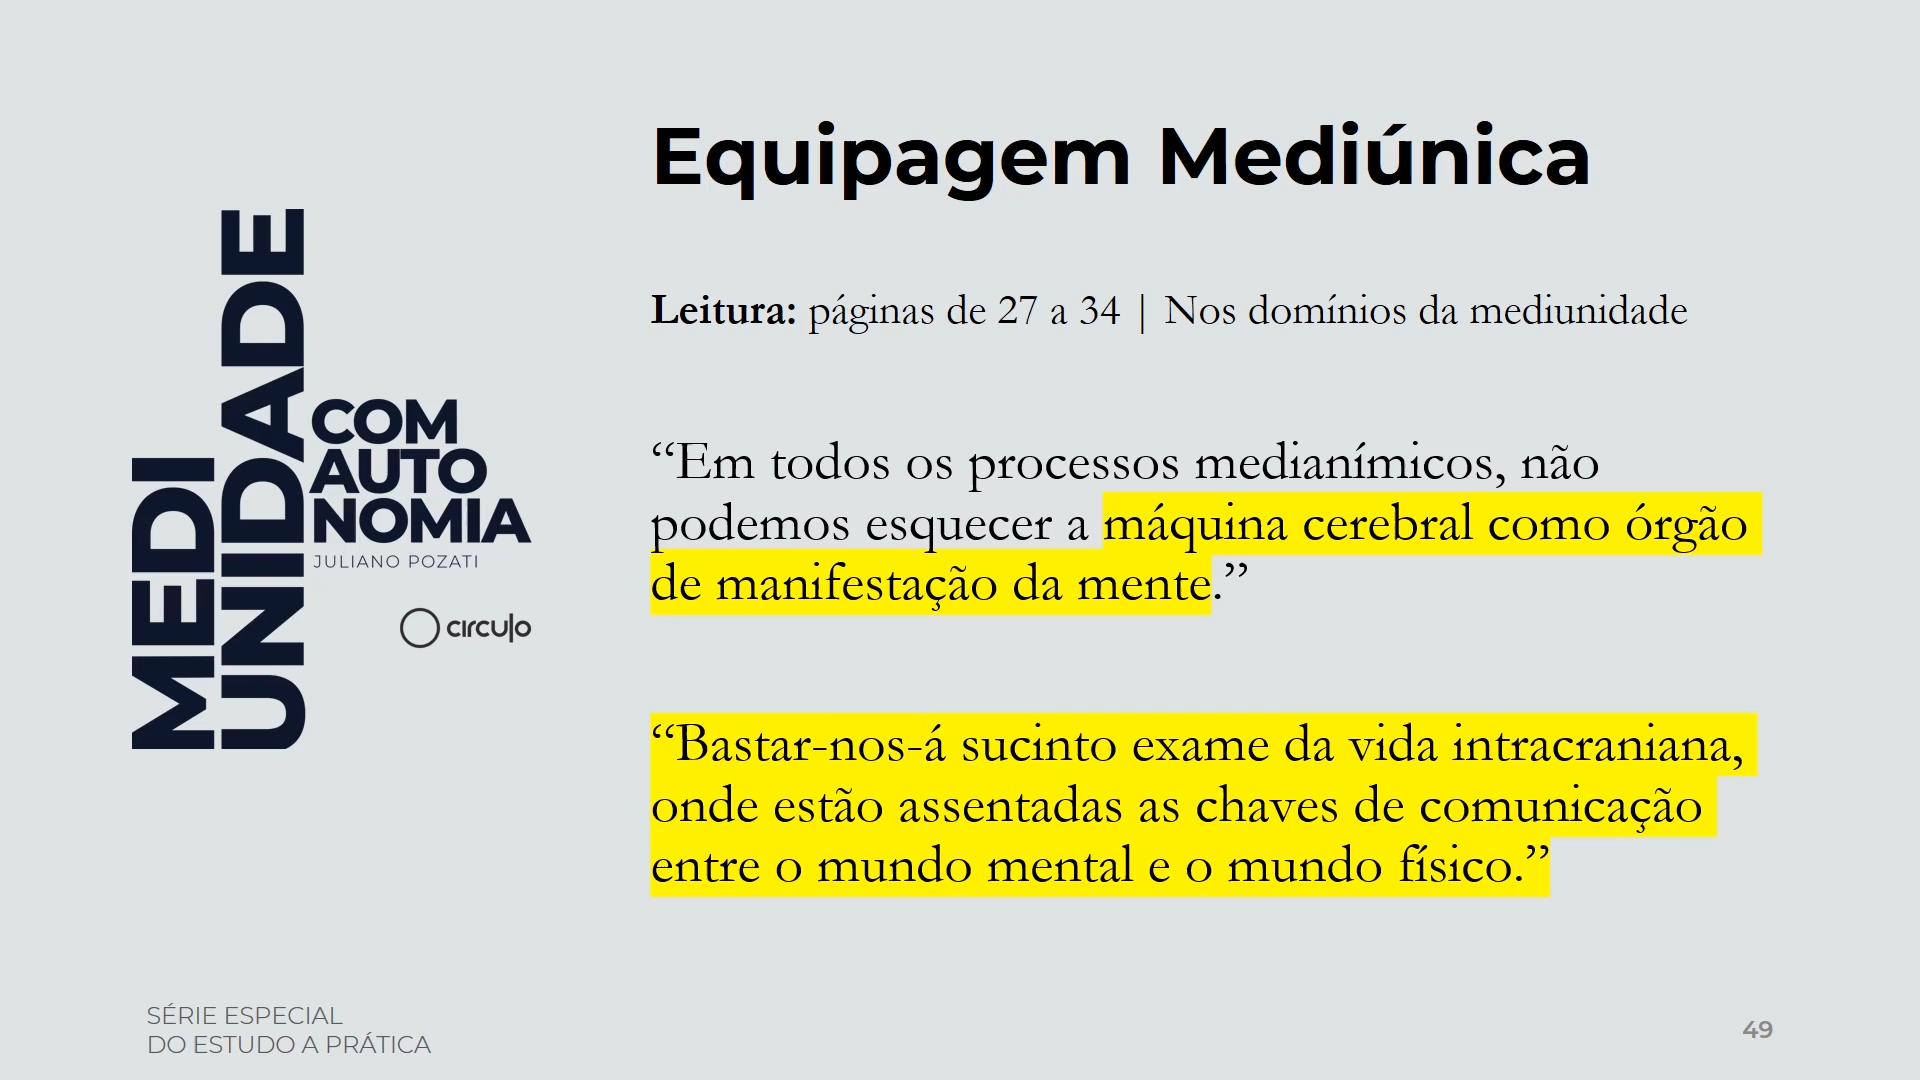 Equipagem Mediúnica
Leitura: páginas de 27 a 34 | Nos domínios da mediunidade
MEDI
UNIDADE
COM
AUTO
NOMIA
JULIANO POZATI
circulo
“Em todos os processos medianímicos, não
podemos esquecer a máquina cerebral como órgão
de manifestação da mente.”
“Bastar-nos-á sucinto exame da vida intracraniana,
onde estão assentadas as chaves de comunicação
entre o mundo mental e o mundo físico.”
SÉRIE ESPECIAL
DO ESTUDO A PRÁTICA
49